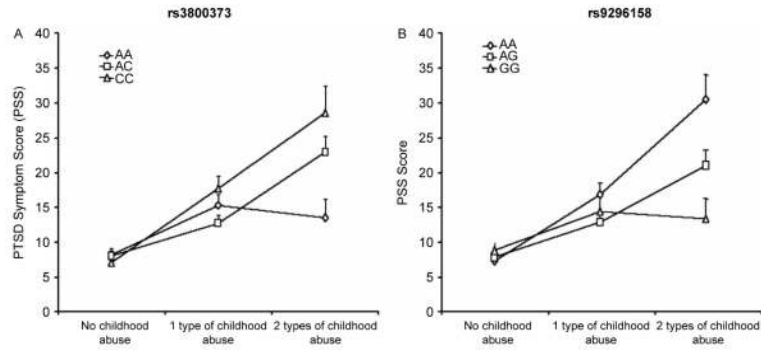 rs3800373
A
PTSD Symptom Score (PSS)
40
35
30
25
20
15
10
5
0
AA
AC
CC
No childhood
abuse
1 type of childhood
abuse
2 types of childhood
abuse
rs9296158
B
PSS Score
40
35
30
25
20
15
10
5
0
AA
AG
GG
No childhood
abuse
1 type of childhood
abuse
2 types of childhood
abuse